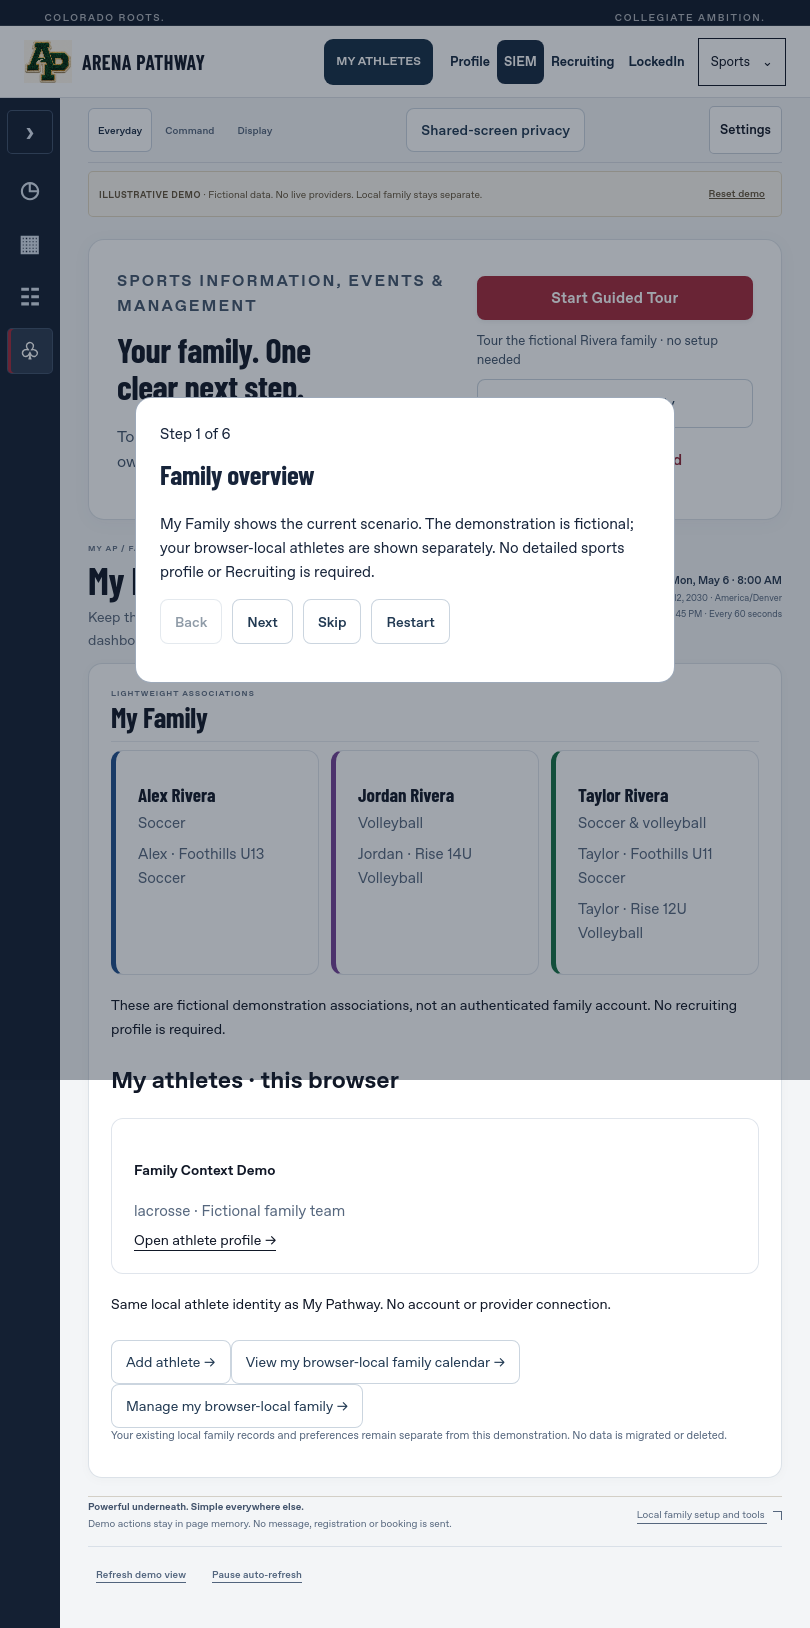 COLORADO ROOTS.
COLLEGIATE AMBITION.
AP
ARENA PATHWAY
MY ATHLETES
Profile
SIEM
Recruiting
LockedIn
Sports
Everyday
Command
Display
Shared-screen privacy
Settings
ILLUSTRATIVE DEMO · Fictional data. No live providers. Local family stays separate.
Reset demo
SPORTS INFORMATION, EVENTS &
MANAGEMENT
Your family. One
clear next step.
Start Guided Tour
Tour the fictional Rivera family · no setup
needed
Step 1 of 6
Family overview
My Family shows the current scenario. The demonstration is fictional;
your browser-local athletes are shown separately. No detailed sports
profile or Recruiting is required.
Back
Next
Skip
Restart
MY AP /
My
Mon, May 6 · 8:00 AM
2030 · America/Denver
Keep
45 PM · Every 60 seconds
LIGHTWEIGHT ASSOCIATIONS
My Family
Alex Rivera
Soccer
Alex · Foothills U13
Soccer
Jordan Rivera
Volleyball
Jordan · Rise 14U
Volleyball
Taylor Rivera
Soccer & volleyball
Taylor · Foothills U11
Soccer
Taylor · Rise 12U
Volleyball
These are fictional demonstration associations, not an authenticated family account. No recruiting
profile is required.
My athletes · this browser
Family Context Demo
lacrosse · Fictional family team
Open athlete profile →
Same local athlete identity as My Pathway. No account or provider connection.
Add athlete →
View my browser-local family calendar →
Manage my browser-local family →
Your existing local family records and preferences remain separate from this demonstration. No data is migrated or deleted.
Powerful underneath. Simple everywhere else.
Demo actions stay in page memory. No message, registration or booking is sent.
Local family setup and tools
Refresh demo view
Pause auto-refresh